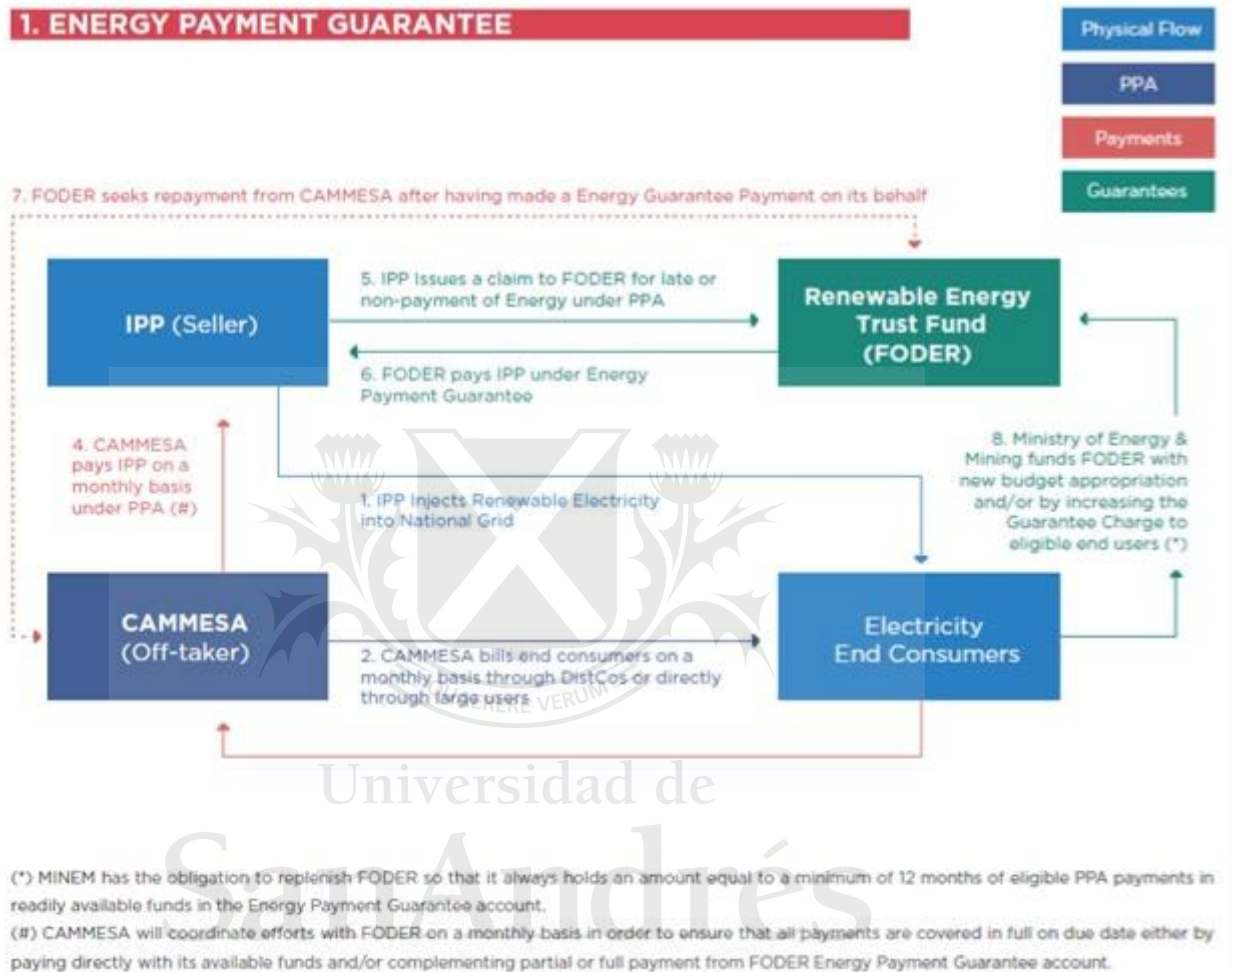 1. ENERGY PAYMENT GUARANTEE
Physical Flow
PPA
Payments
Guarantees
7. FODER seeks repayment from CAMMESA after having made a Energy Guarantee Payment on its behalf
IPP (Seller)
5. IPP Issues a claim to FODER for late or
non-payment of Energy under PPA
Renewable Energy
Trust Fund
(FODER)
6. FODER pays IPP under Energy
Payment Guarantee
4. CAMMESA
pays IPP on a
monthly basis
under PPA (#)
1. IPP Injects Renewable Electricity
into National Grid
8. Ministry of Energy &
Mining funds FODER with
new budget appropriation
and/or by increasing the
Guarantee Charge to
eligible end users (*)
CAMMESA
(Off-taker)
2. CAMMESA bills end consumers on a
monthly basis through DistCos or directly
through large users
Electricity
End Consumers
VERUM
Universidad de
SanAndrés
(*) MINEM has the obligation to replenish FODER so that it always holds an amount equal to a minimum of 12 months of eligible PPA payments in
readily available funds in the Energy Payment Guarantee account.
(#) CAMMESA will coordinate efforts with FODER on a monthly basis in order to ensure that all payments are covered in full on due date either by
paying directly with its available funds and/or complementing partial or full payment from FODER Energy Payment Guarantee account.